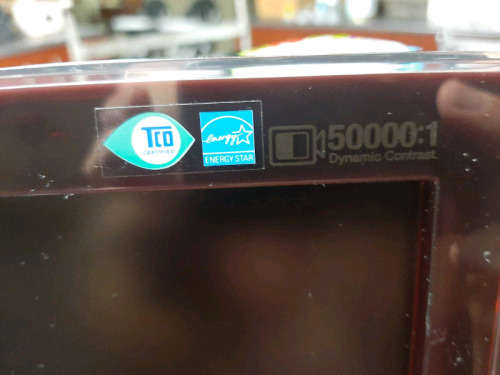 TCO
CERTIFIED
energy
ENERGY STAR
50000:1
Dynamic Contrast